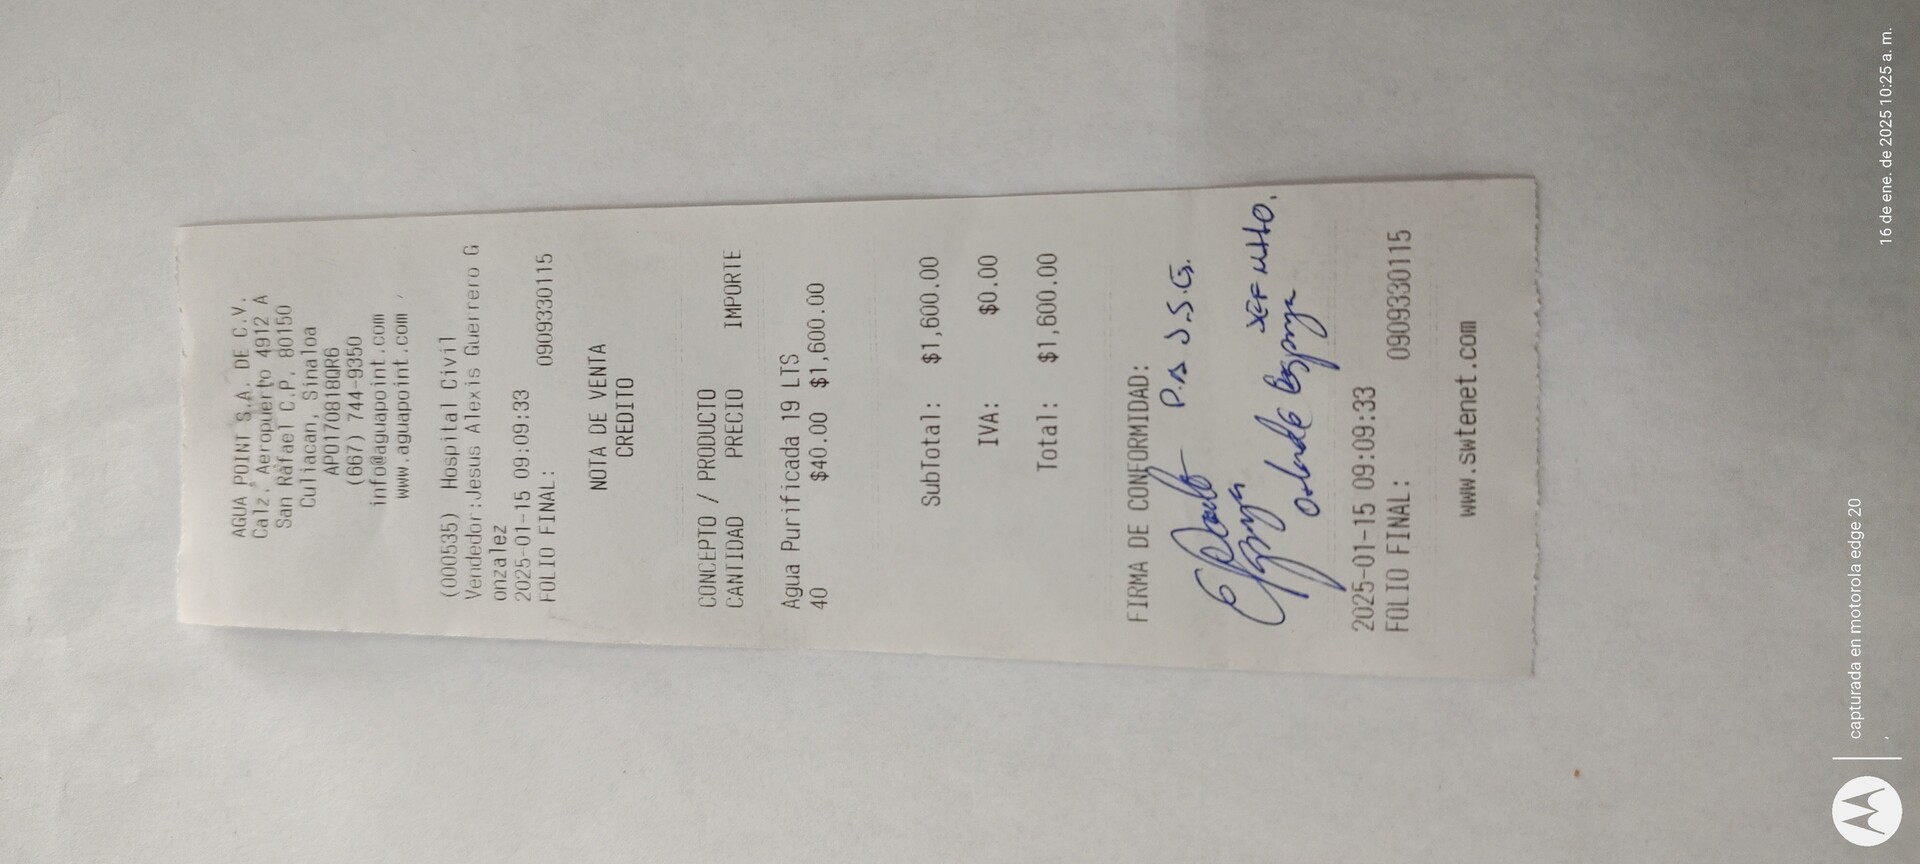 AGUA POINT S.A. DE C.V.
Calz. Aeropuerto 4912 A
San Rafael C.P. 80150
Culiacan, Sinaloa
APO170818QR6
(667) 744-9350
info@aguapoint.com
www.aguapoint.com
(000535) Hospital Civil
Vendedor:Jesus Alexis Guerrero G
onzalez
2025-01-15 09:09:33
FOLIO FINAL: 0909330115
NOTA DE VENTA
CREDITO
CONCEPTO / PRODUCTO
CANTIDAD PRECIO IMPORTE
Agua Purificada 19 LTS
40 $40.00 $1,600.00
SubTotal: $1,600.00
IVA: $0.00
Total: $1,600.00
FIRMA DE CONFORMIDAD:
2025-01-15 09:09:33
FOLIO FINAL: 0909330115
www.swtenet.com
capturada en motorola edge 20
16 de ene. de 2025 10:25 a. m.